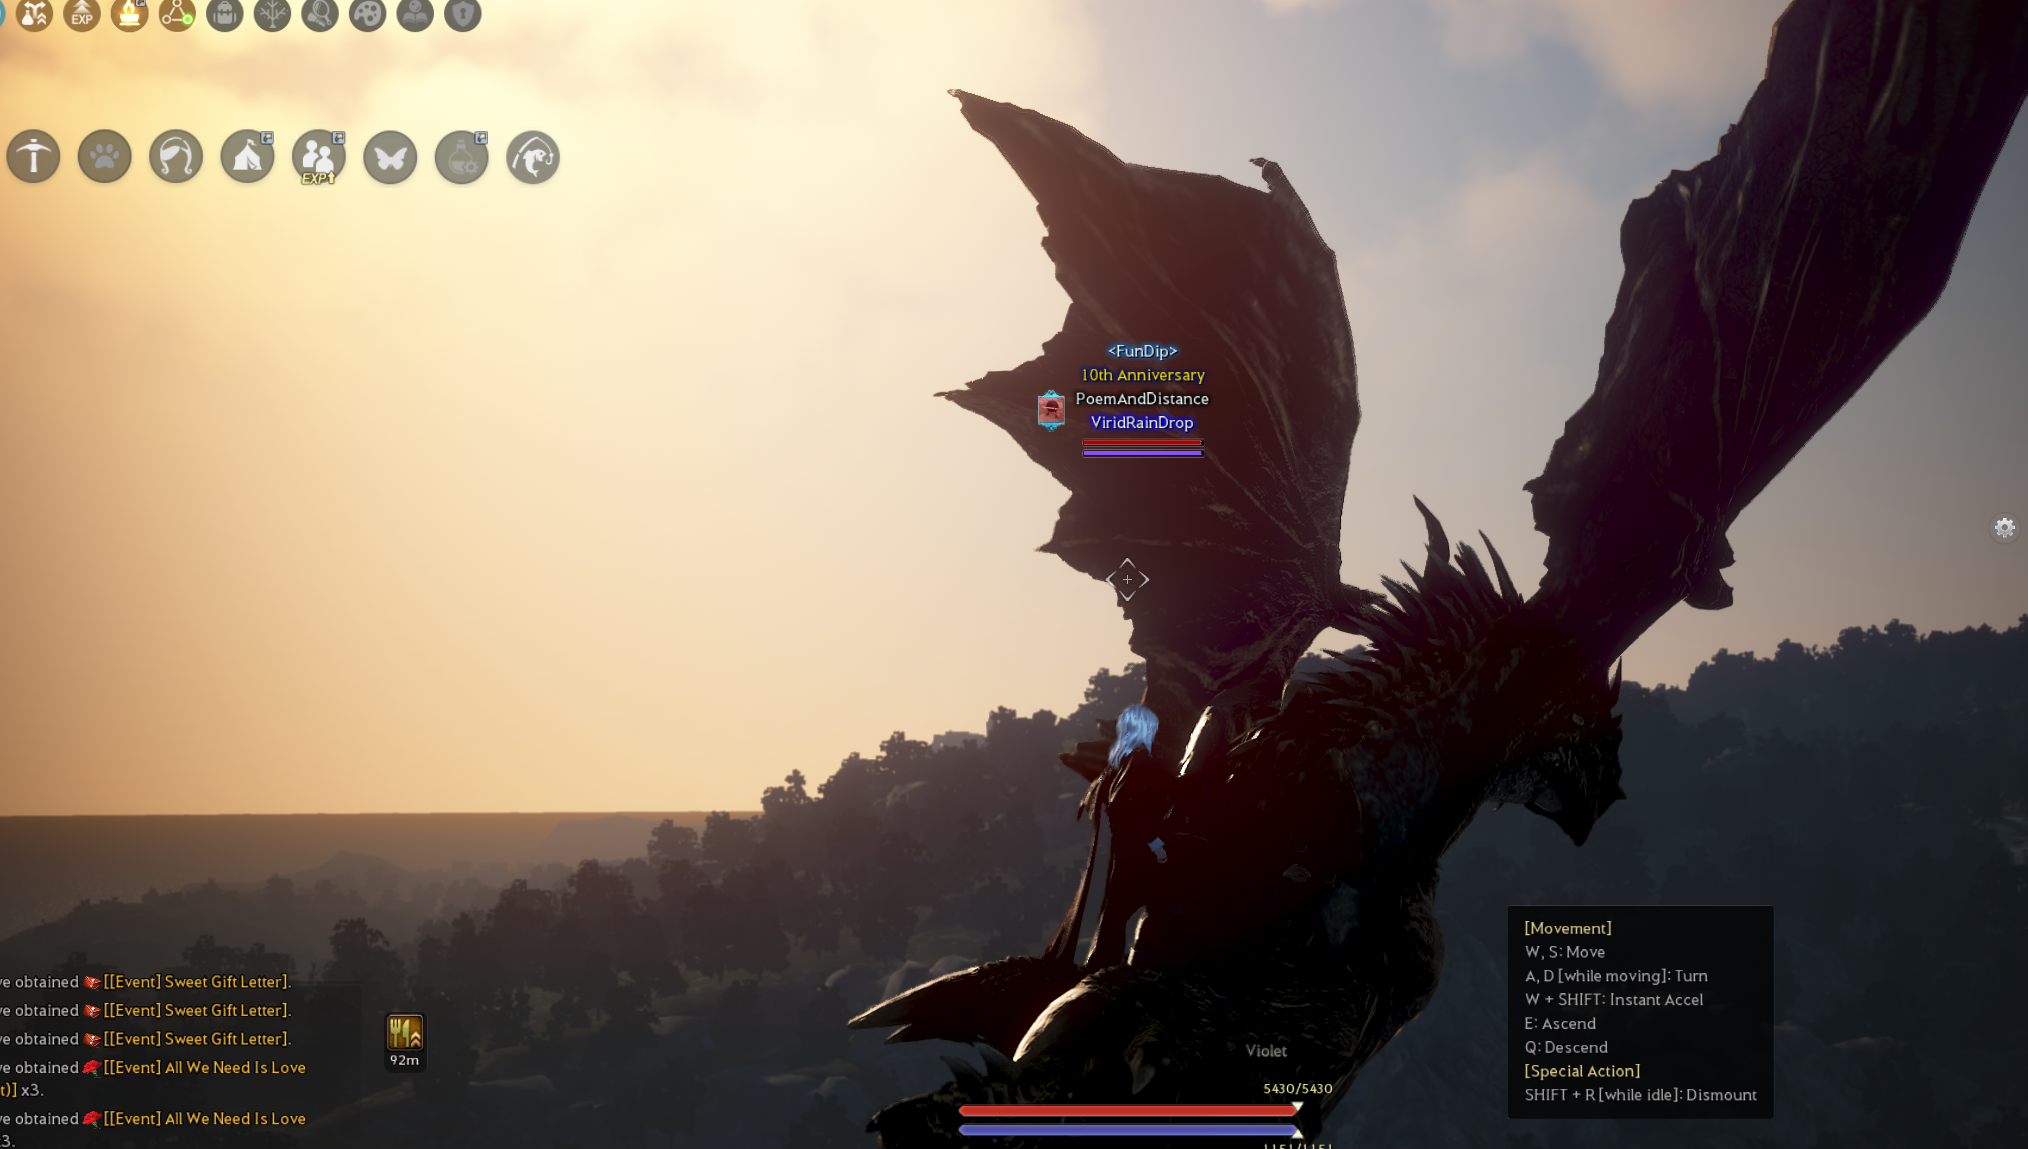 EXP
EXP
<FunDip>
10th Anniversary
PoemAndDistance
ViridRainDrop
[Movement]
W, S: Move
A, D [while moving]: Turn
W + SHIFT: Instant Accel
E: Ascend
Q: Descend
[Special Action]
SHIFT + R [while idle]: Dismount
ve obtained [[Event] Sweet Gift Letter].
ve obtained [[Event] Sweet Gift Letter].
ve obtained [[Event] Sweet Gift Letter].
ve obtained [[Event] All We Need Is Love
t)] x3.
ve obtained [[Event] All We Need Is Love
x3.
92m
Violet
5430/5430